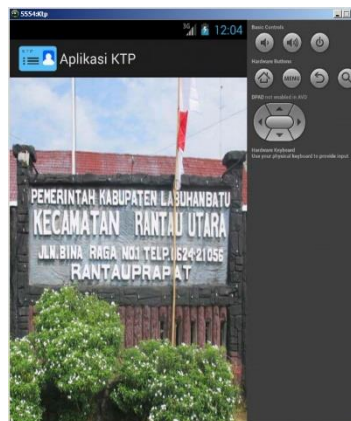 5554:Ktp
3G 12:04
KTP
Aplikasi KTP
PEMERINTAH KABUPATEN LABUHANBATU
KECAMATAN RANTAU UTARA
JLN.BINA RAGA NO.1 TELP.0624-21056
RANTAUPRAPAT
Basic Controls
Hardware Buttons
MENU
DPAD not enabled in AVD
Hardware Keyboard
Use your physical keyboard to provide input